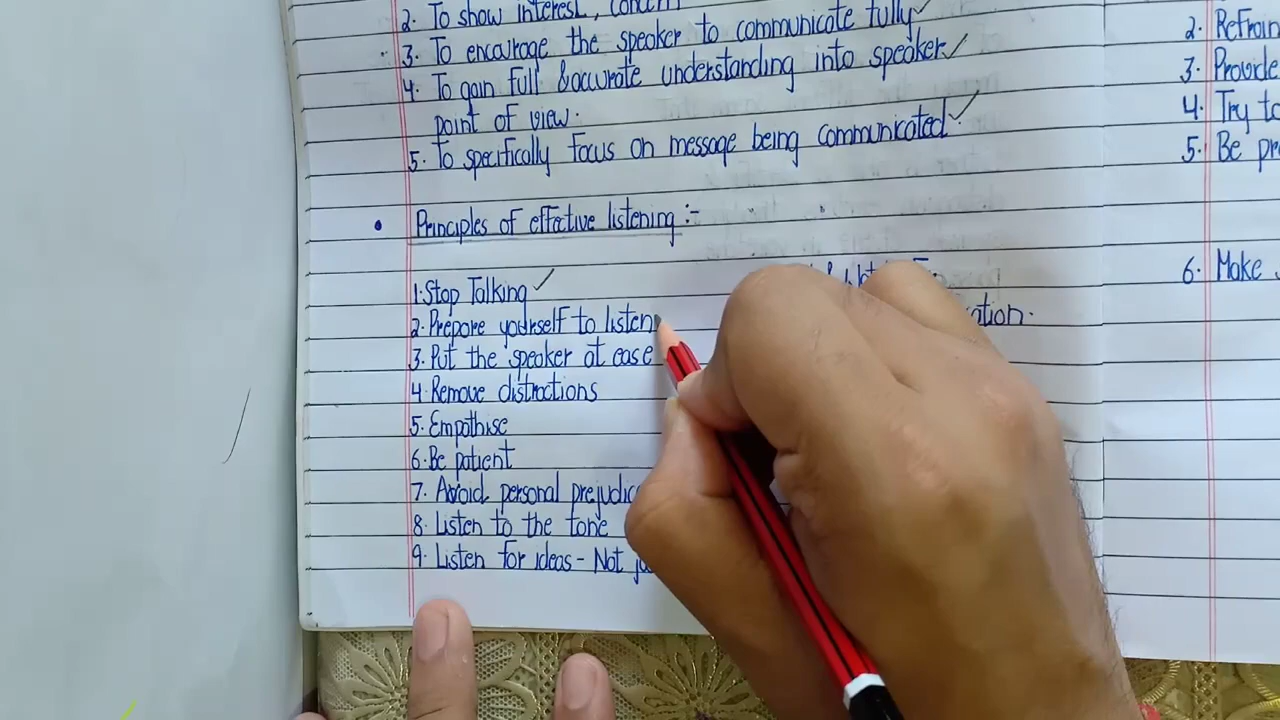 2. To show interest, concern
3. To encourage the speaker to communicate fully
4. To gain full & accurate understanding into speaker
point of view.
5. To specifically focus on message being communicated
• Principles of effective listening :-
1. Stop Talking
2. Prepare yourself to listen
3. Put the speaker at ease
4. Remove distractions
5. Empathise
6. Be patient
7. Avoid personal
8. Listen to the tone
9. Listen for ideas - Not
2. Refrain
3. Provide
4. Try to
5. Be
6. Make